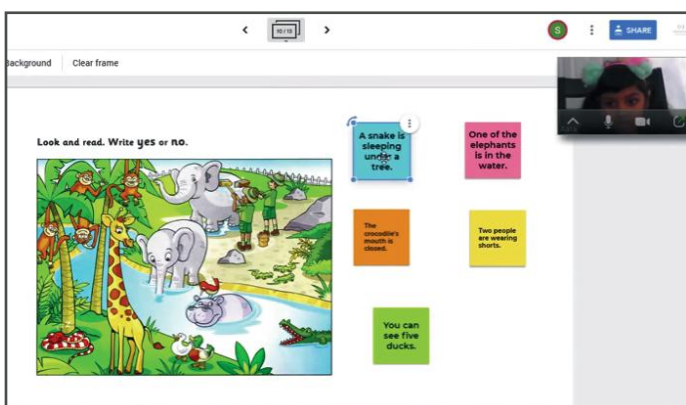 10 / 13
S
SHARE
Background
Clear frame
Look and read. Write yes or no.
A snake is
sleeping
under a
tree.
One of the
elephants
is in the
water.
The
crocodile's
mouth is
closed.
Two people
are wearing
shorts.
You can
see five
ducks.